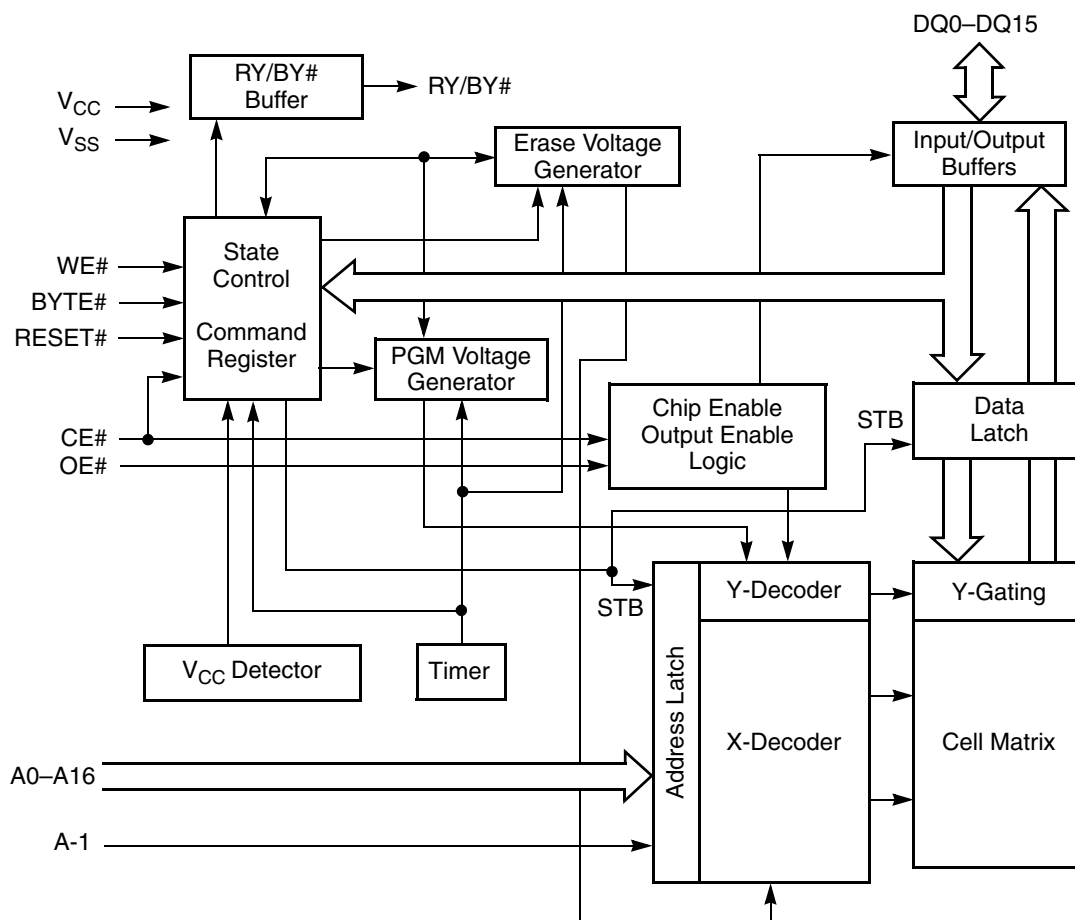 DQ0–DQ15
RY/BY#
Buffer
RY/BY#
VCC
VSS
Erase Voltage
Generator
Input/Output
Buffers
State
Control
WE#
BYTE#
RESET#
Command
Register
PGM Voltage
Generator
Chip Enable
Output Enable
Logic
STB
Data
Latch
CE#
OE#
STB
Y-Decoder
Y-Gating
VCC Detector
Timer
Address Latch
X-Decoder
Cell Matrix
A0–A16
A-1